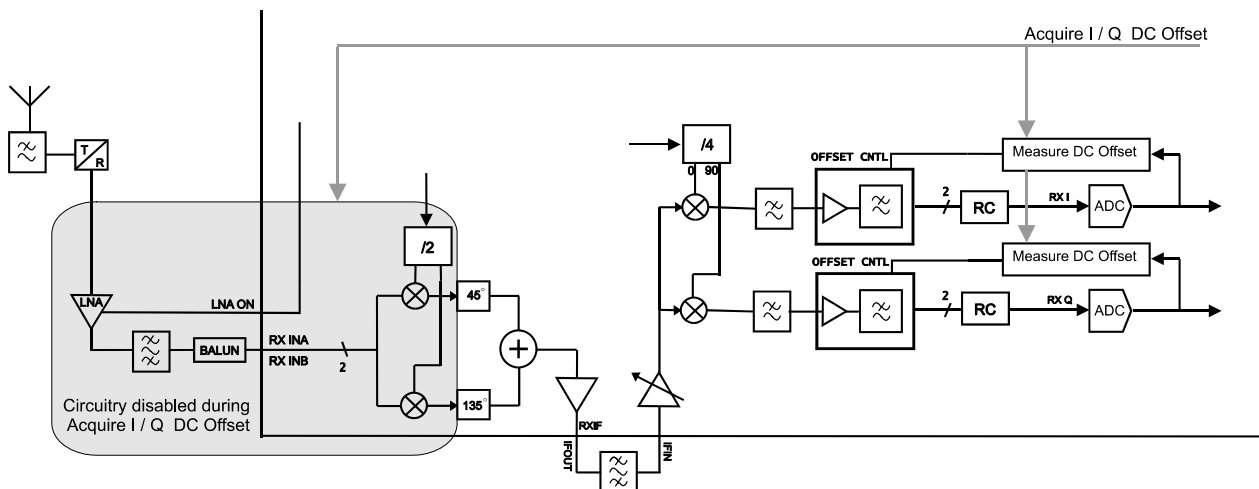 Acquire I / Q DC Offset
T
R
/4
0 90
OFFSET CNTL
Measure DC Offset
2
RC
RX I
ADC
/2
OFFSET CNTL
Measure DC Offset
LNA
LNA ON
45°
2
RC
RX Q
ADC
BALUN
RX INA
RX INB
2
+
135°
Circuitry disabled during
Acquire I / Q DC Offset
RXIF
IFOUT
IFIN